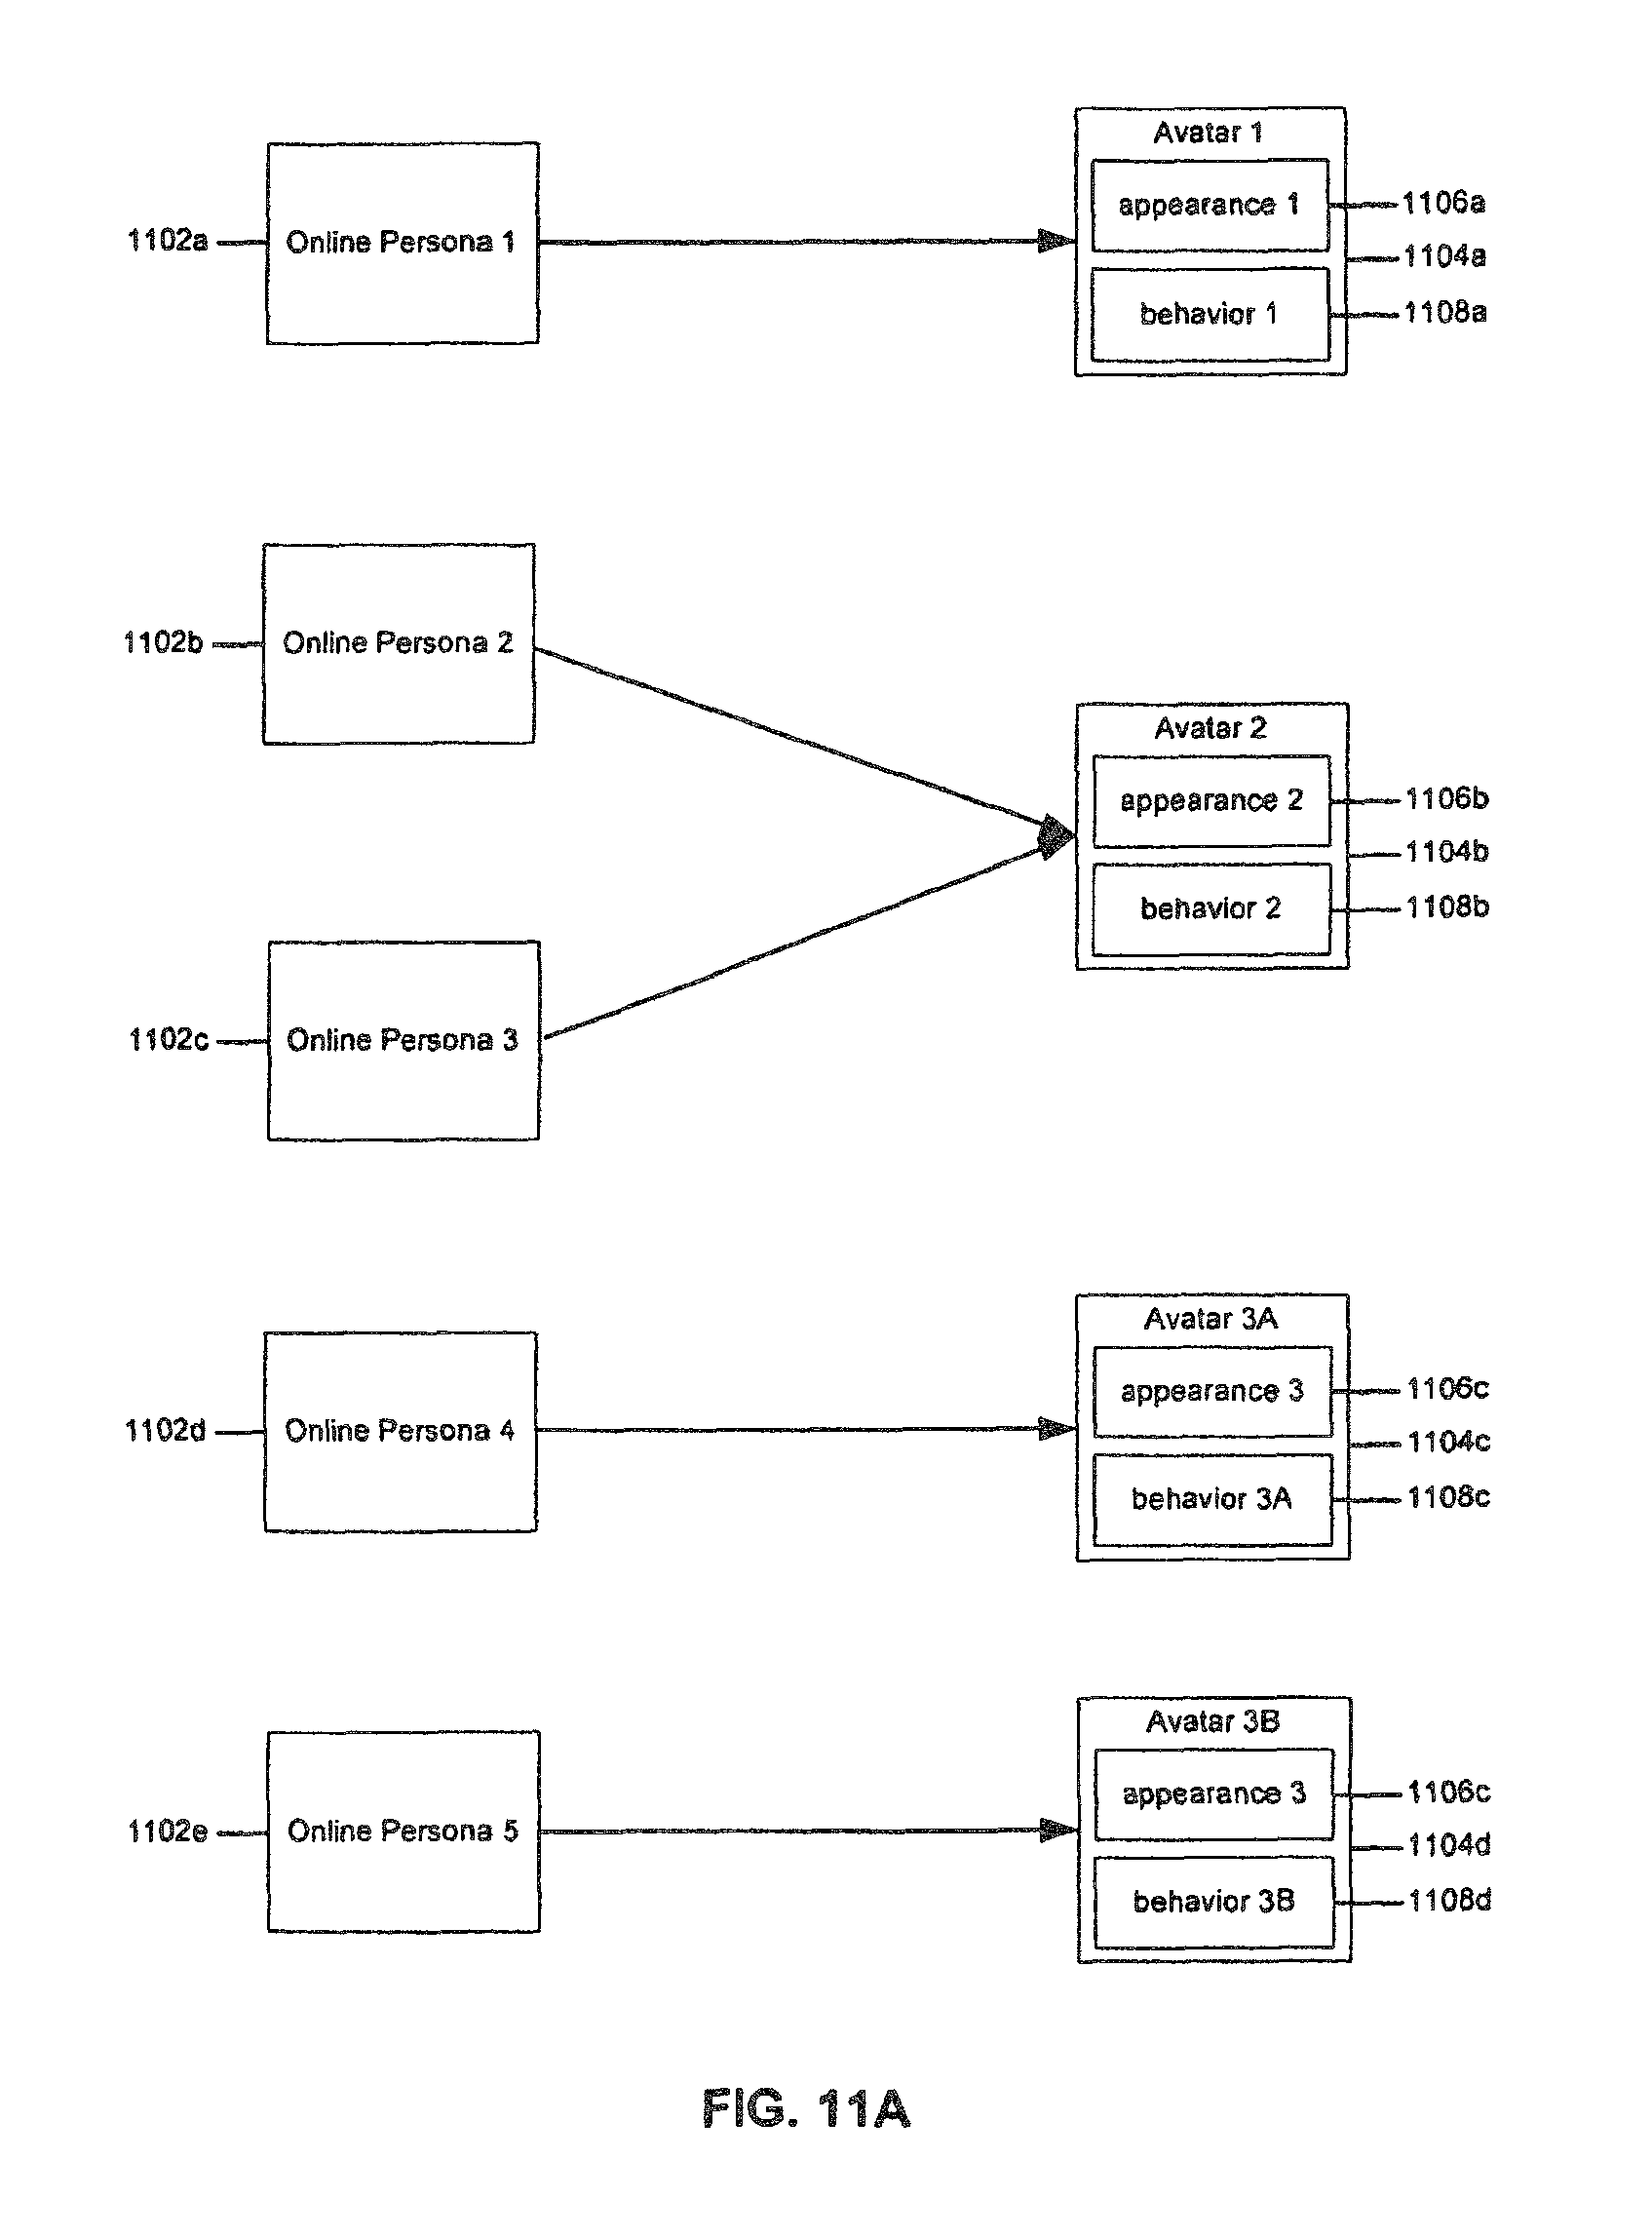 Avatar 1
appearance 1
1106a
1102a
Online Persona 1
1104a
behavior 1
1108a
1102b
Online Persona 2
Avatar 2
appearance 2
1106b
1104b
behavior 2
1108b
1102c
Online Persona 3
Avatar 3A
appearance 3
1106c
1102d
Online Persona 4
1104c
behavior 3A
1108c
Avatar 3B
appearance 3
1106c
1102e
Online Persona 5
1104d
behavior 3B
1108d
FIG. 11A